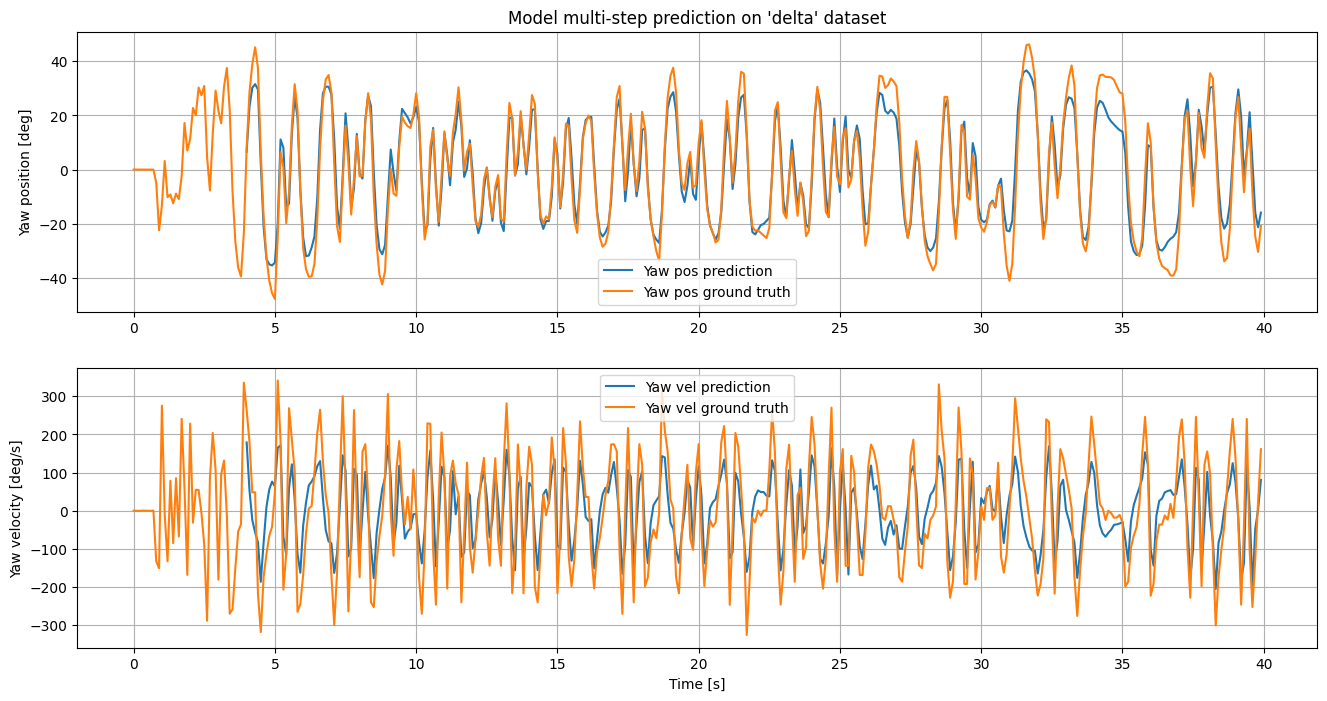 Model multi-step prediction on 'delta' dataset
Yaw position [deg]
40
20
0
−20
−40
Yaw pos prediction
Yaw pos ground truth
0 5 10 15 20 25 30 35 40
Yaw velocity [deg/s]
300
200
100
0
−100
−200
−300
Yaw vel prediction
Yaw vel ground truth
0 5 10 15 20 25 30 35 40
Time [s]